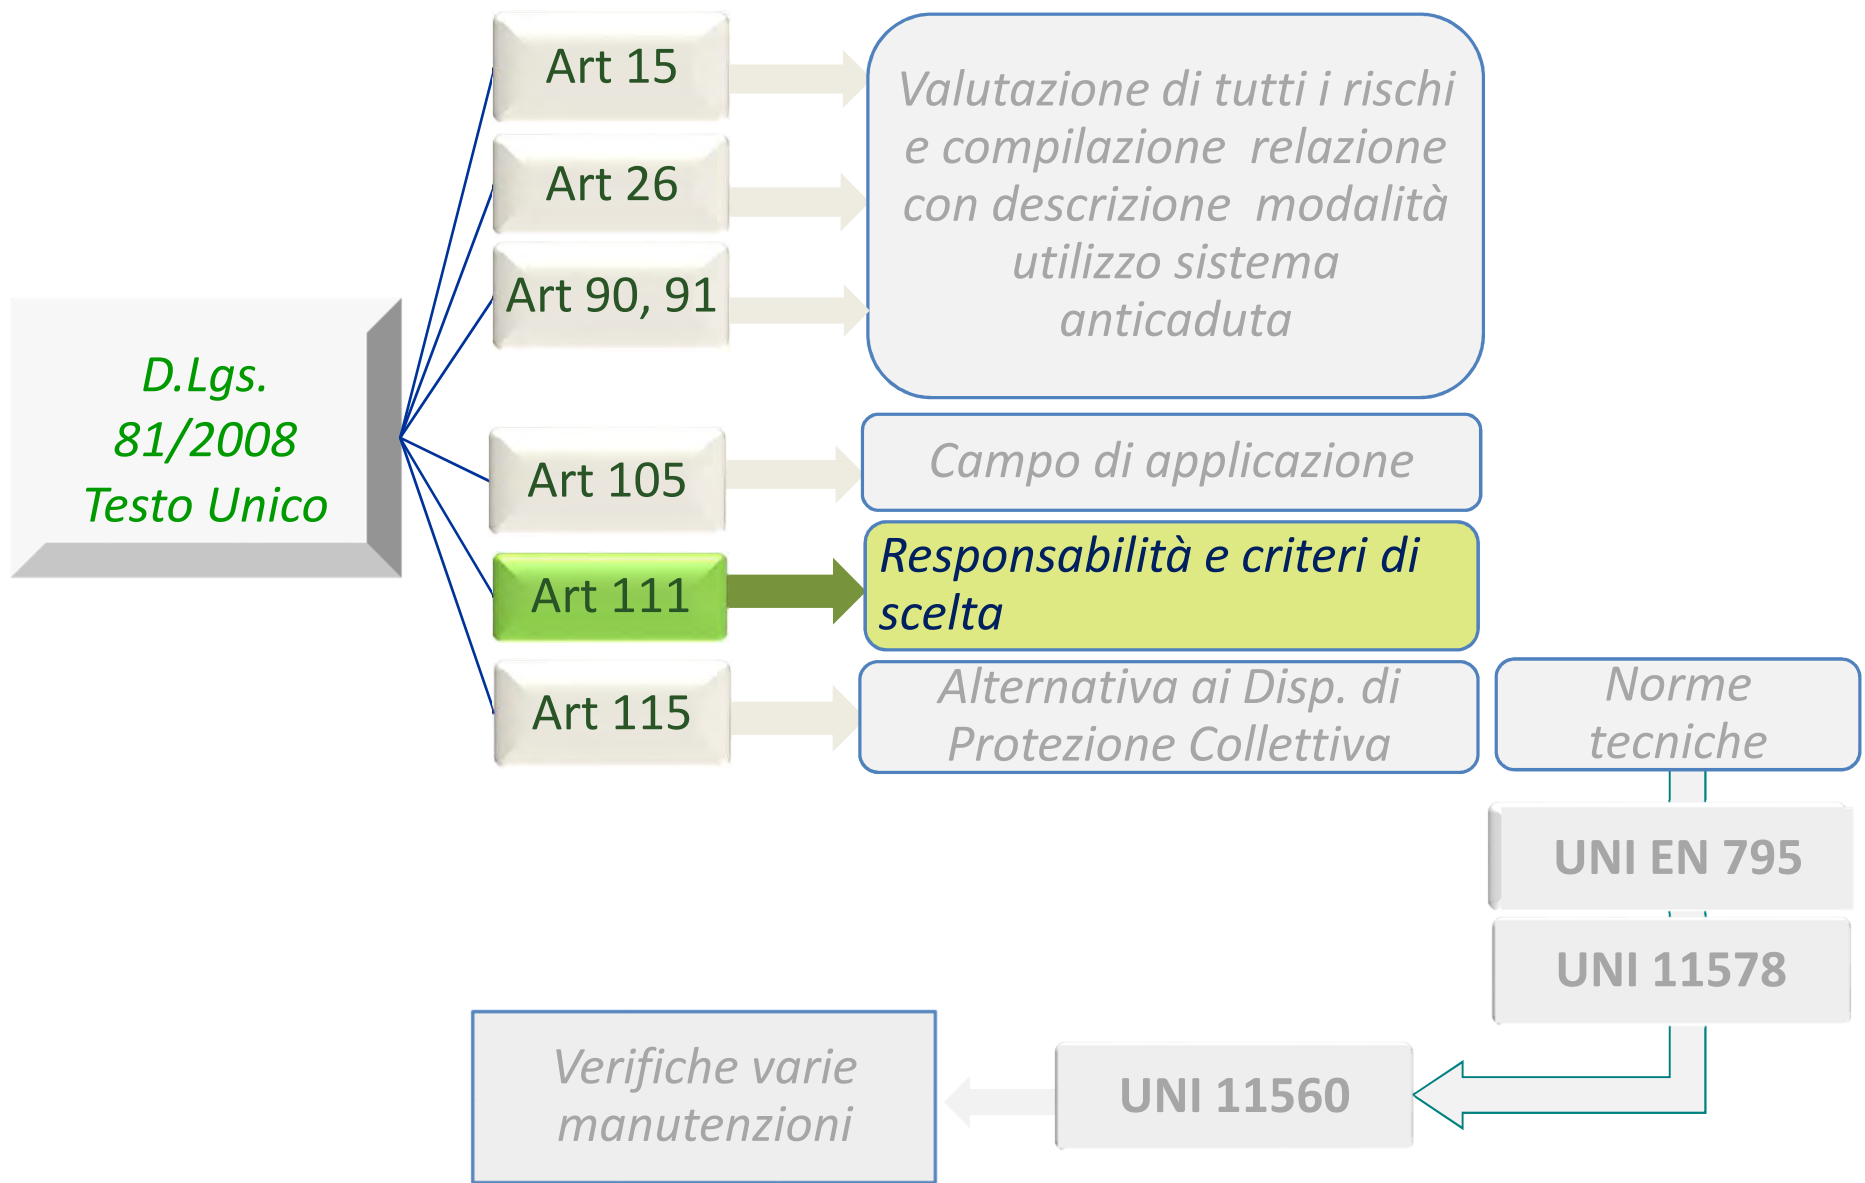 D.Lgs.
81/2008
Testo Unico
Art 15
Art 26
Art 90, 91
Valutazione di tutti i rischi
e compilazione relazione
con descrizione modalità
utilizzo sistema
anticaduta
Art 105
Campo di applicazione
Art 111
Responsabilità e criteri di
scelta
Art 115
Alternativa ai Disp. di
Protezione Collettiva
Norme
tecniche
UNI EN 795
UNI 11578
UNI 11560
Verifiche varie
manutenzioni